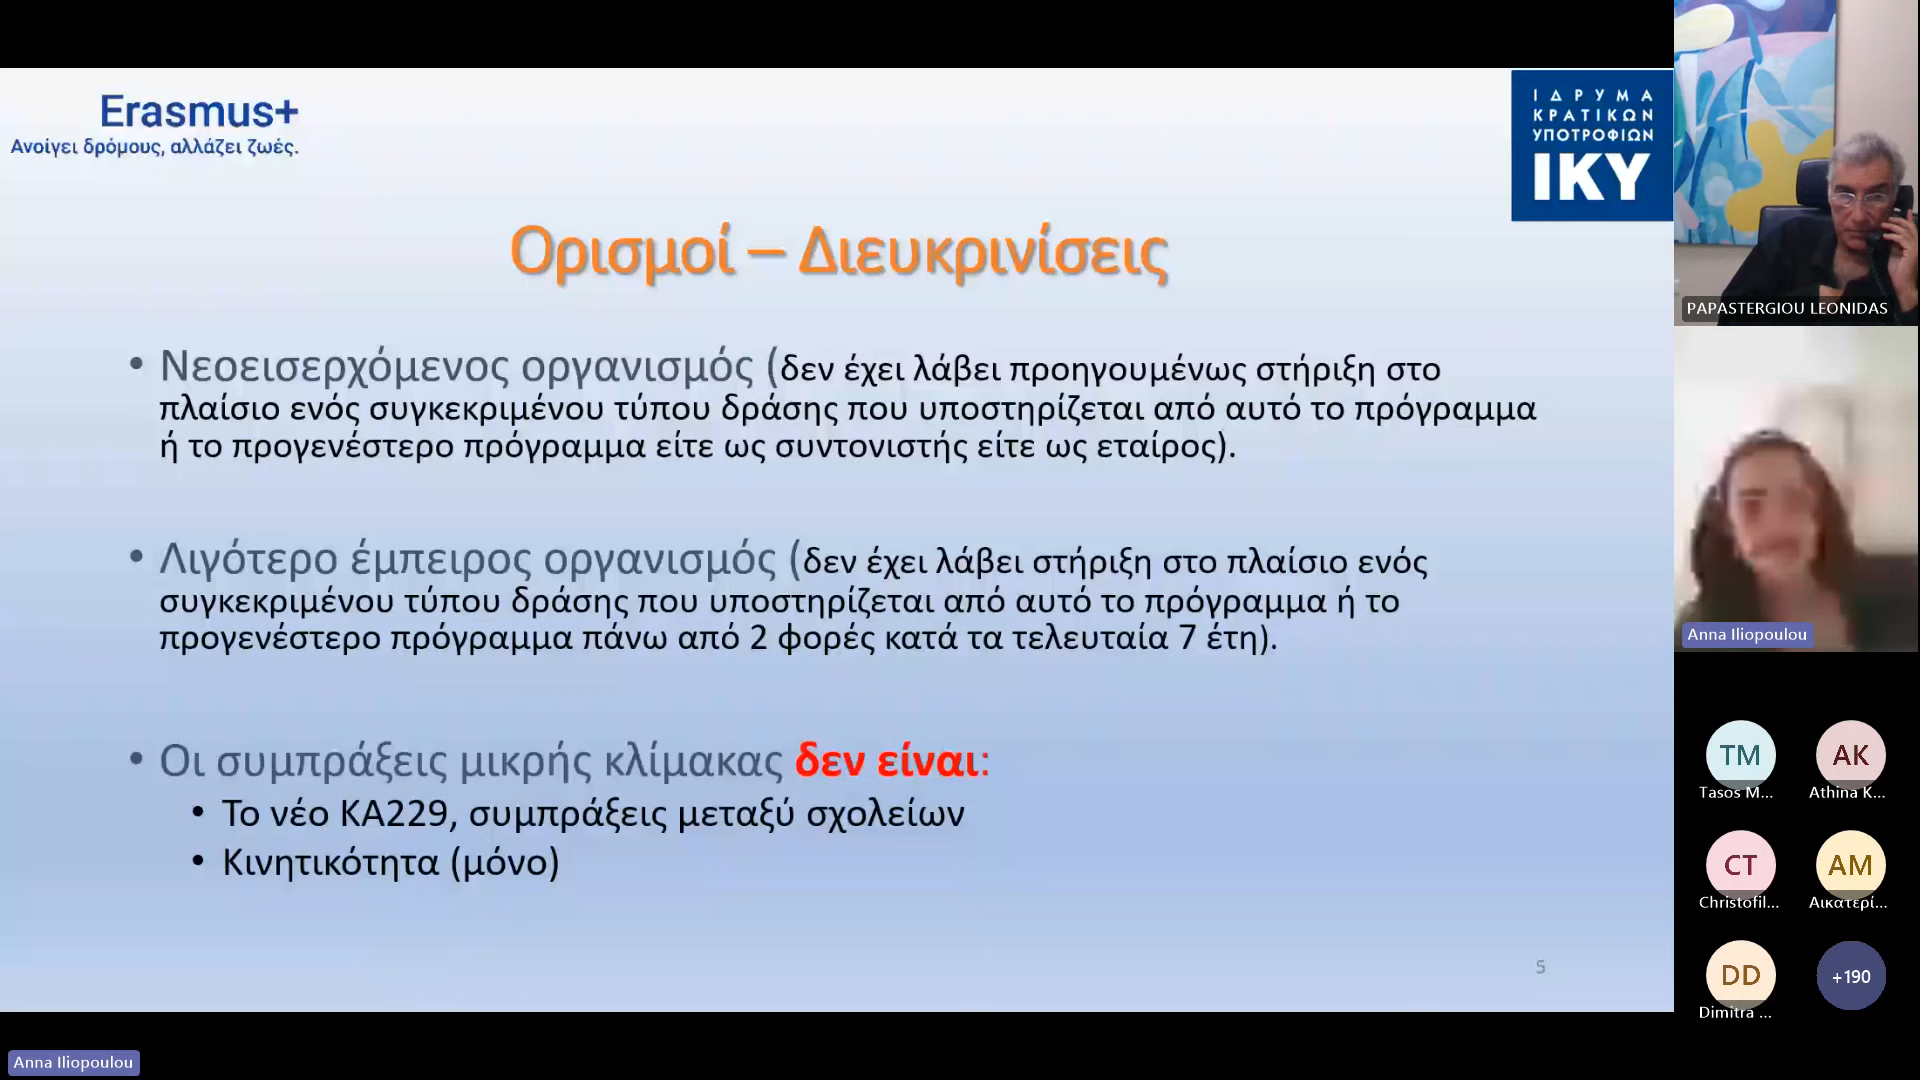 Erasmus+
Ανοίγει δρόμους, αλλάζει ζωές.
ΙΔΡΥΜΑ
ΚΡΑΤΙΚΩΝ
ΥΠΟΤΡΟΦΙΩΝ
ΙΚΥ
Ορισμοί – Διευκρινίσεις
• Νεοεισερχόμενος οργανισμός (δεν έχει λάβει προηγουμένως στήριξη στο
πλαίσιο ενός συγκεκριμένου τύπου δράσης που υποστηρίζεται από αυτό το πρόγραμμα
ή το προγενέστερο πρόγραμμα είτε ως συντονιστής είτε ως εταίρος).
• Λιγότερο έμπειρος οργανισμός (δεν έχει λάβει στήριξη στο πλαίσιο ενός
συγκεκριμένου τύπου δράσης που υποστηρίζεται από αυτό το πρόγραμμα ή το
προγενέστερο πρόγραμμα πάνω από 2 φορές κατά τα τελευταία 7 έτη).
• Οι συμπράξεις μικρής κλίμακας δεν είναι:
• Το νέο ΚΑ229, συμπράξεις μεταξύ σχολείων
• Κινητικότητα (μόνο)
5
PAPASTERGIOU LEONIDAS
Anna Iliopoulou
TM
Tasos M...
AK
Athina K...
CT
Christofil...
AM
Αικατερί...
DD
Dimitra ...
+190
Anna Iliopoulou